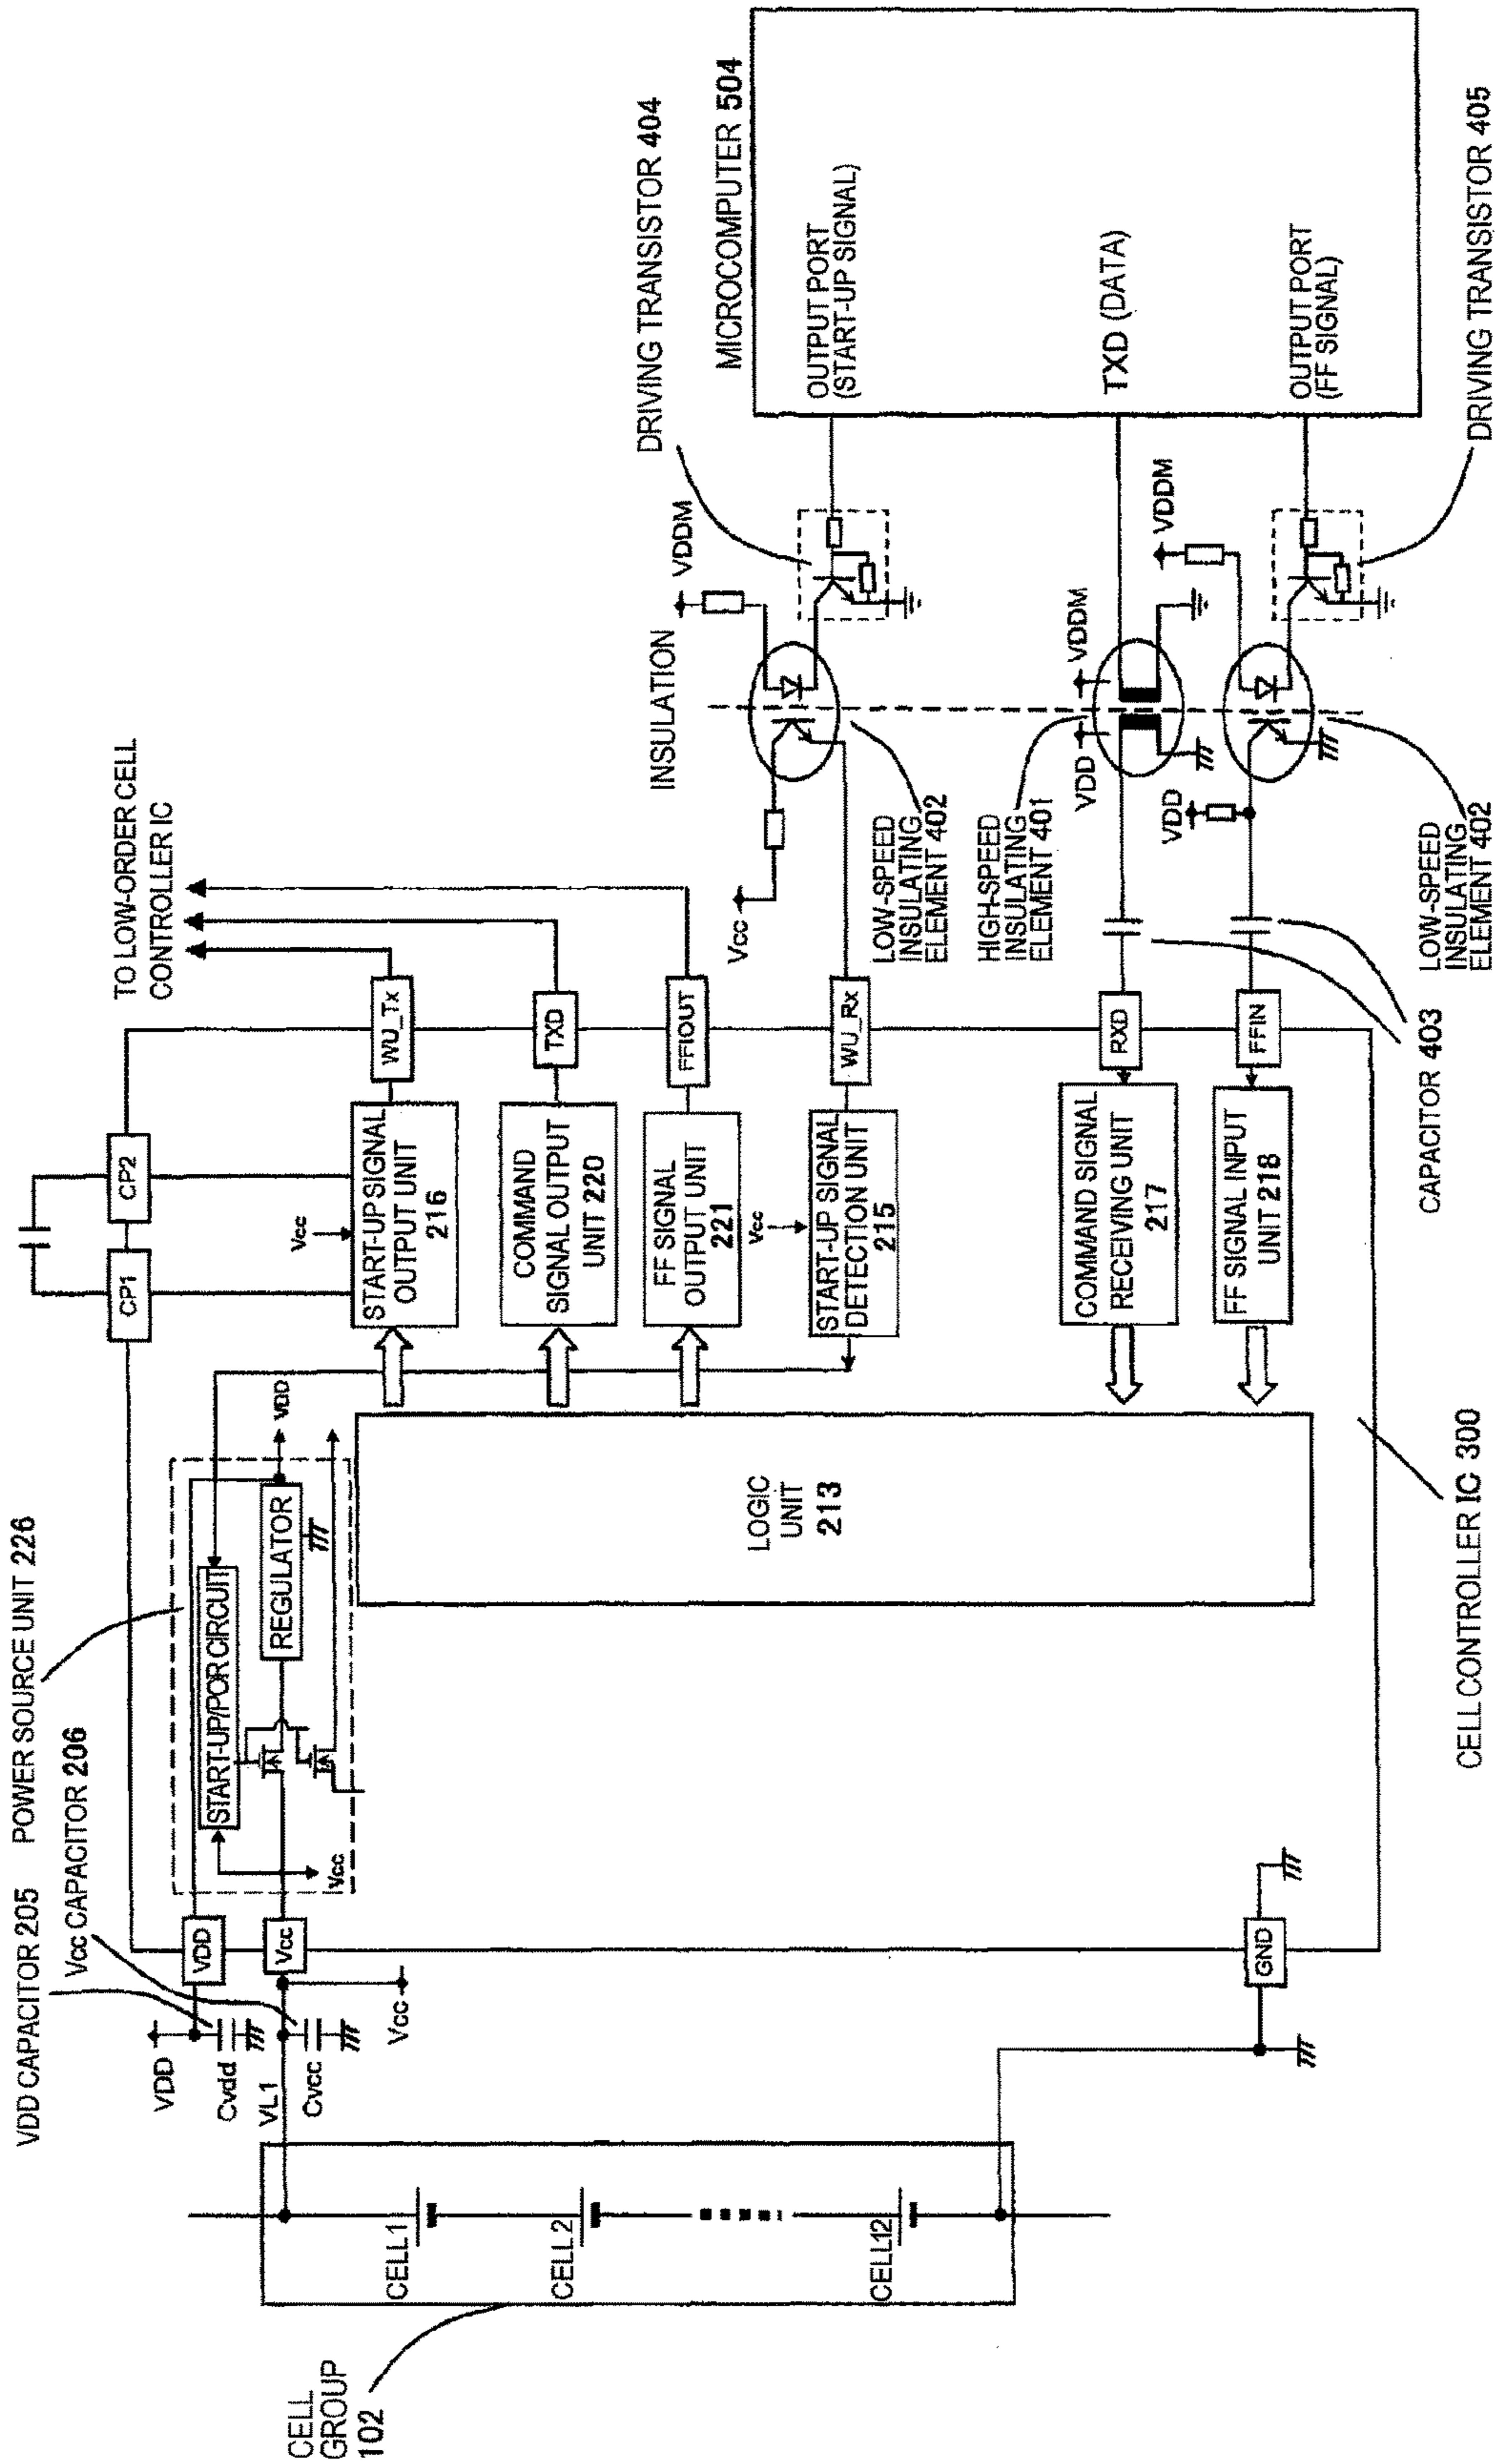 VDD CAPACITOR 205
POWER SOURCE UNIT 226
Vcc CAPACITOR 206
CELL
GROUP
102
CELL1
CELL2
CELL12
VDD
Cvdd
VL1
Cvcc
Vcc
VDD
Vcc
GND
START-UP/POR CIRCUIT
REGULATOR
Vcc
VDD
LOGIC
UNIT
213
CP1
CP2
Vcc
START-UP SIGNAL
OUTPUT UNIT
216
COMMAND
SIGNAL OUTPUT
UNIT 220
FF SIGNAL
OUTPUT UNIT
221
Vcc
START-UP SIGNAL
DETECTION UNIT
215
COMMAND SIGNAL
RECEIVING UNIT
217
FF SIGNAL INPUT
UNIT 218
WU_Tx
TXD
FFIOUT
WU_Rx
RXD
FFIN
CELL CONTROLLER IC 300
CAPACITOR 403
TO LOW-ORDER CELL
CONTROLLER IC
Vcc
INSULATION
LOW-SPEED
INSULATING
ELEMENT 402
HIGH-SPEED
INSULATING
ELEMENT 401
VDD
VDDM
VDD
LOW-SPEED
INSULATING
ELEMENT 402
VDDM
VDDM
DRIVING TRANSISTOR 404
DRIVING TRANSISTOR 405
MICROCOMPUTER 504
OUTPUT PORT
(START-UP SIGNAL)
TXD (DATA)
OUTPUT PORT
(FF SIGNAL)